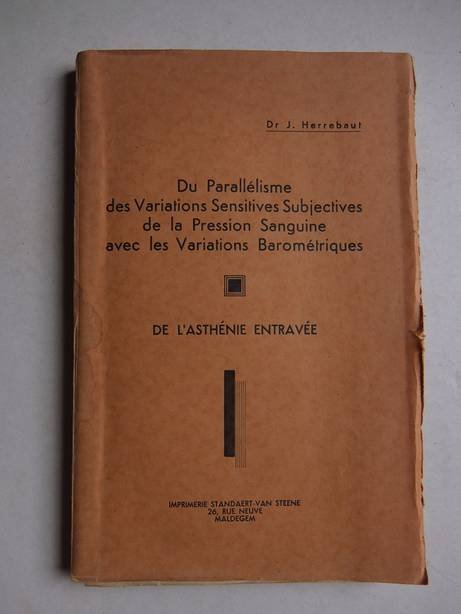 Dr J. Herrebaut
Du Parallélisme
des Variations Sensitives Subjectives
de la Pression Sanguine
avec les Variations Barométriques
DE L'ASTHÉNIE ENTRAVÉE
IMPRIMERIE STANDAERT-VAN STEENE
26, RUE NEUVE
MALDEGEM